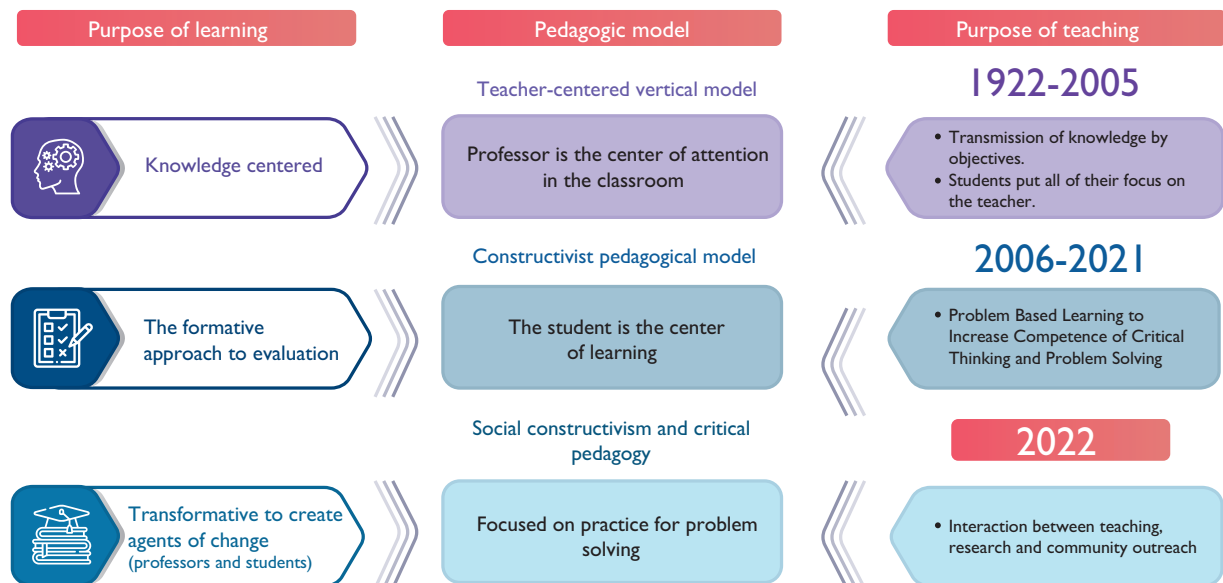 Purpose of learning
Pedagogic model
Purpose of teaching
Teacher-centered vertical model
1922-2005
Knowledge centered
Professor is the center of attention
in the classroom
• Transmission of knowledge by
objectives.
• Students put all of their focus on
the teacher.
Constructivist pedagogical model
2006-2021
The formative
approach to evaluation
The student is the center
of learning
• Problem Based Learning to
Increase Competence of Critical
Thinking and Problem Solving
Social constructivism and critical
pedagogy
2022
Transformative to create
agents of change
(professors and students)
Focused on practice for problem
solving
• Interaction between teaching,
research and community outreach